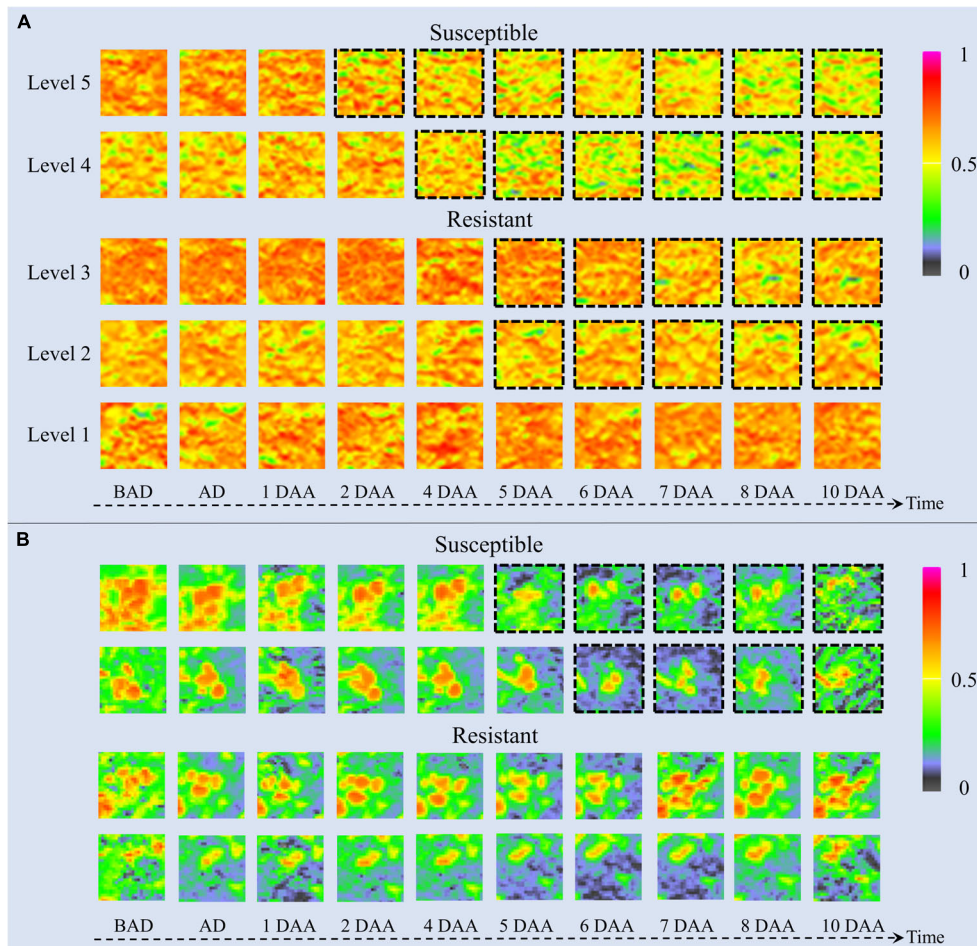 A
Susceptible
1
Level 5
Level 4
0.5
Resistant
Level 3
0
Level 2
Level 1
BAD AD 1 DAA 2 DAA 4 DAA 5 DAA 6 DAA 7 DAA 8 DAA 10 DAA
Time
B
Susceptible
1
0.5
Resistant
0
BAD AD 1 DAA 2 DAA 4 DAA 5 DAA 6 DAA 7 DAA 8 DAA 10 DAA
Time